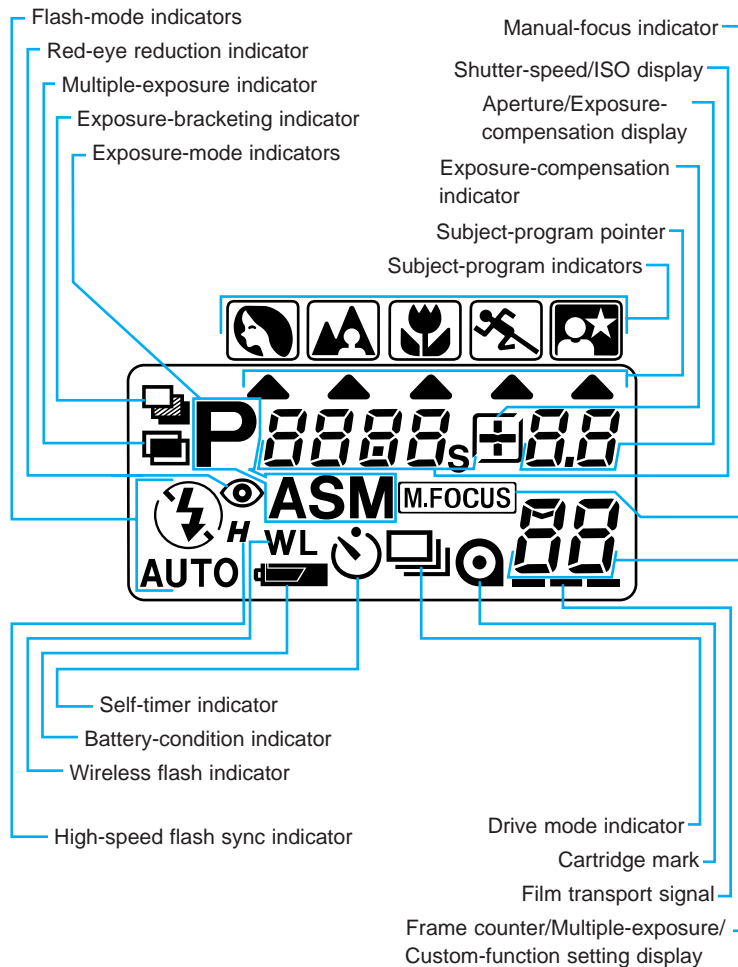 Flash-mode indicators
Red-eye reduction indicator
Multiple-exposure indicator
Exposure-bracketing indicator
Exposure-mode indicators
Manual-focus indicator
Shutter-speed/ISO display
Aperture/Exposure-
compensation display
Exposure-compensation
indicator
Subject-program pointer
Subject-program indicators
P 8888s 8.8
ASM M.FOCUS
H WL 88
AUTO
Self-timer indicator
Battery-condition indicator
Wireless flash indicator
High-speed flash sync indicator
Drive mode indicator
Cartridge mark
Film transport signal
Frame counter/Multiple-exposure/
Custom-function setting display